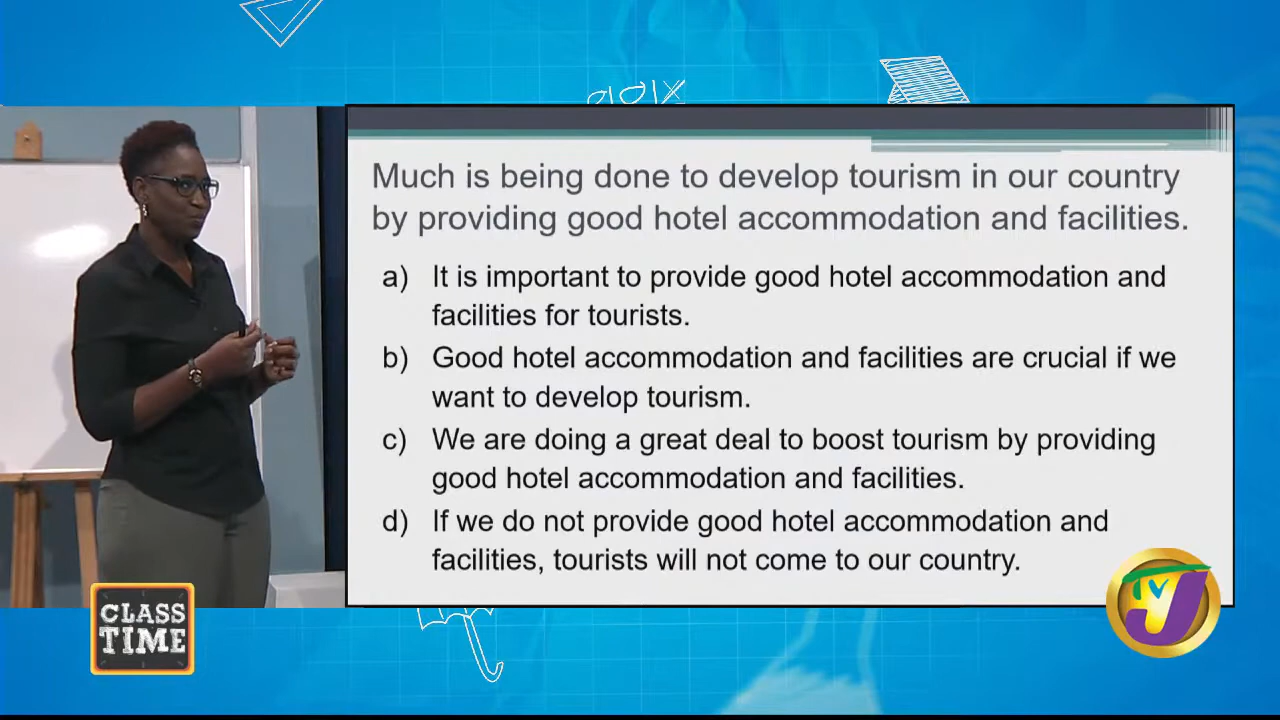 Much is being done to develop tourism in our country
by providing good hotel accommodation and facilities.
a) It is important to provide good hotel accommodation and
facilities for tourists.
b) Good hotel accommodation and facilities are crucial if we
want to develop tourism.
c) We are doing a great deal to boost tourism by providing
good hotel accommodation and facilities.
d) If we do not provide good hotel accommodation and
facilities, tourists will not come to our country.
CLASS
TIME
TVJ